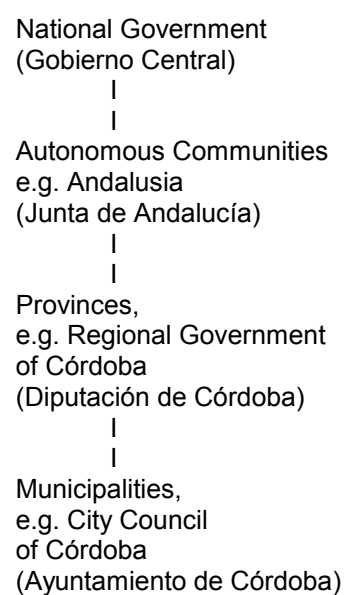 National Government
(Gobierno Central)
|
|
Autonomous Communities
e.g. Andalusia
(Junta de Andalucía)
|
|
Provinces,
e.g. Regional Government
of Córdoba
(Diputación de Córdoba)
|
|
Municipalities,
e.g. City Council
of Córdoba
(Ayuntamiento de Córdoba)